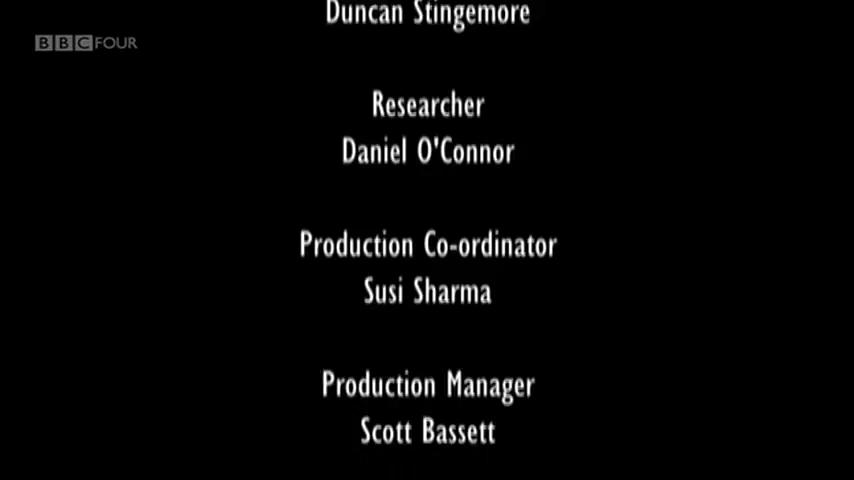 Duncan Stingemore
BBC FOUR
Researcher
Daniel O'Connor
Production Co-ordinator
Susi Sharma
Production Manager
Scott Bassett